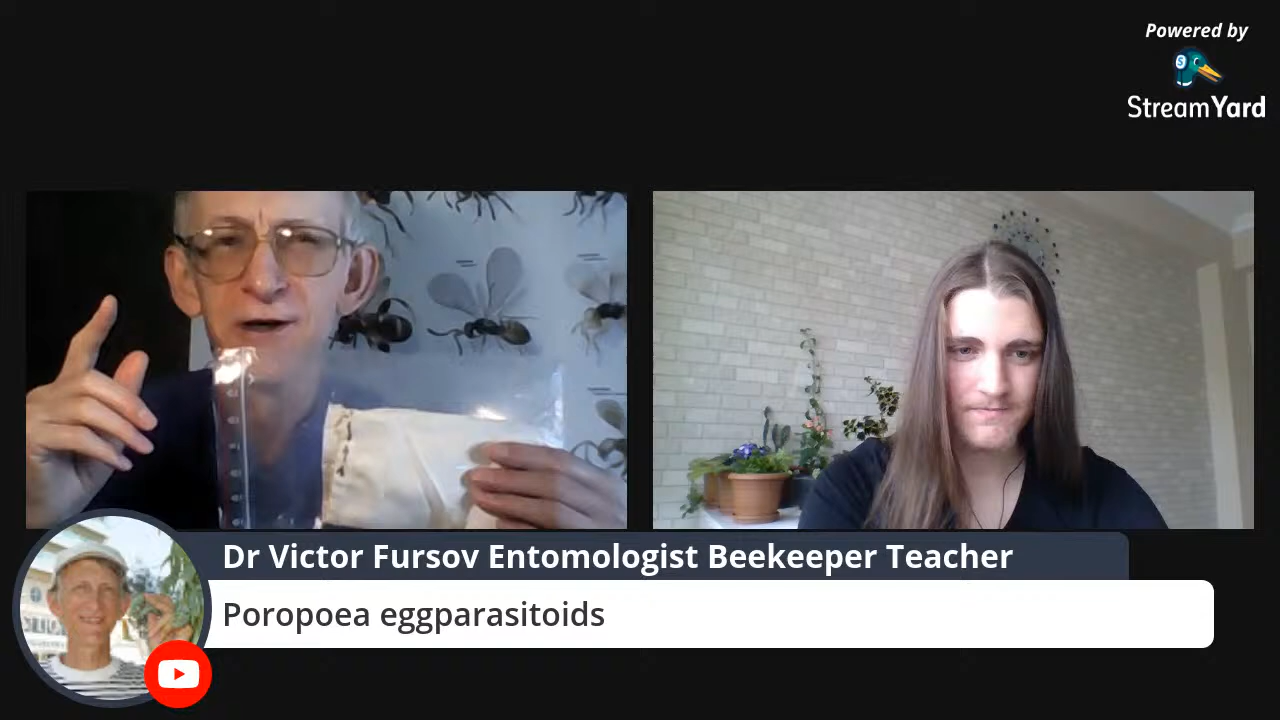 Powered by
StreamYard
Dr Victor Fursov Entomologist Beekeeper Teacher
Poropoea eggparasitoids